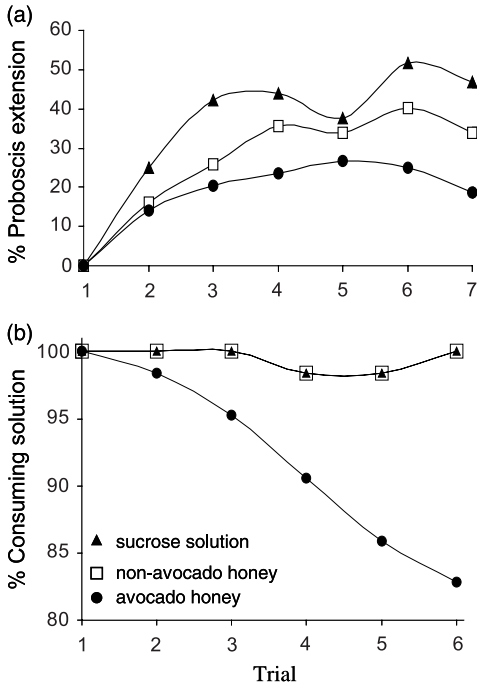 (a)
% Proboscis extension
60
50
40
30
20
10
0
1 2 3 4 5 6 7
(b)
% Consuming solution
100
95
90
85
80
sucrose solution
non-avocado honey
avocado honey
1 2 3 4 5 6
Trial